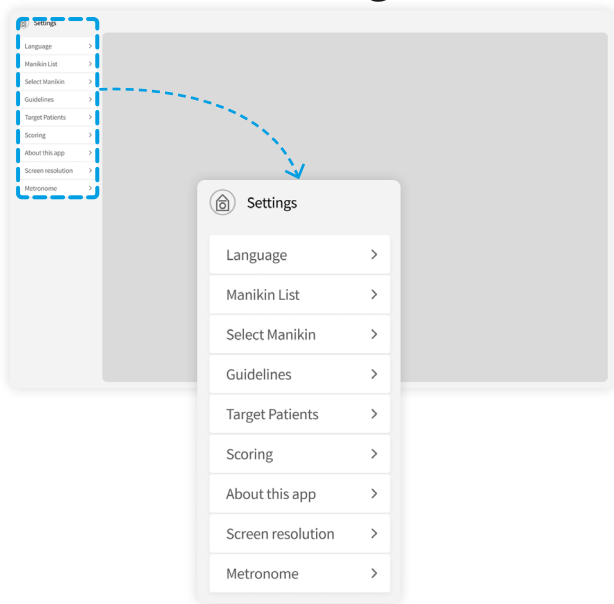 Settings
Language
Manikin List
Select Manikin
Guidelines
Target Patients
Scoring
About this app
Screen resolution
Metronome
Settings
Language
Manikin List
Select Manikin
Guidelines
Target Patients
Scoring
About this app
Screen resolution
Metronome